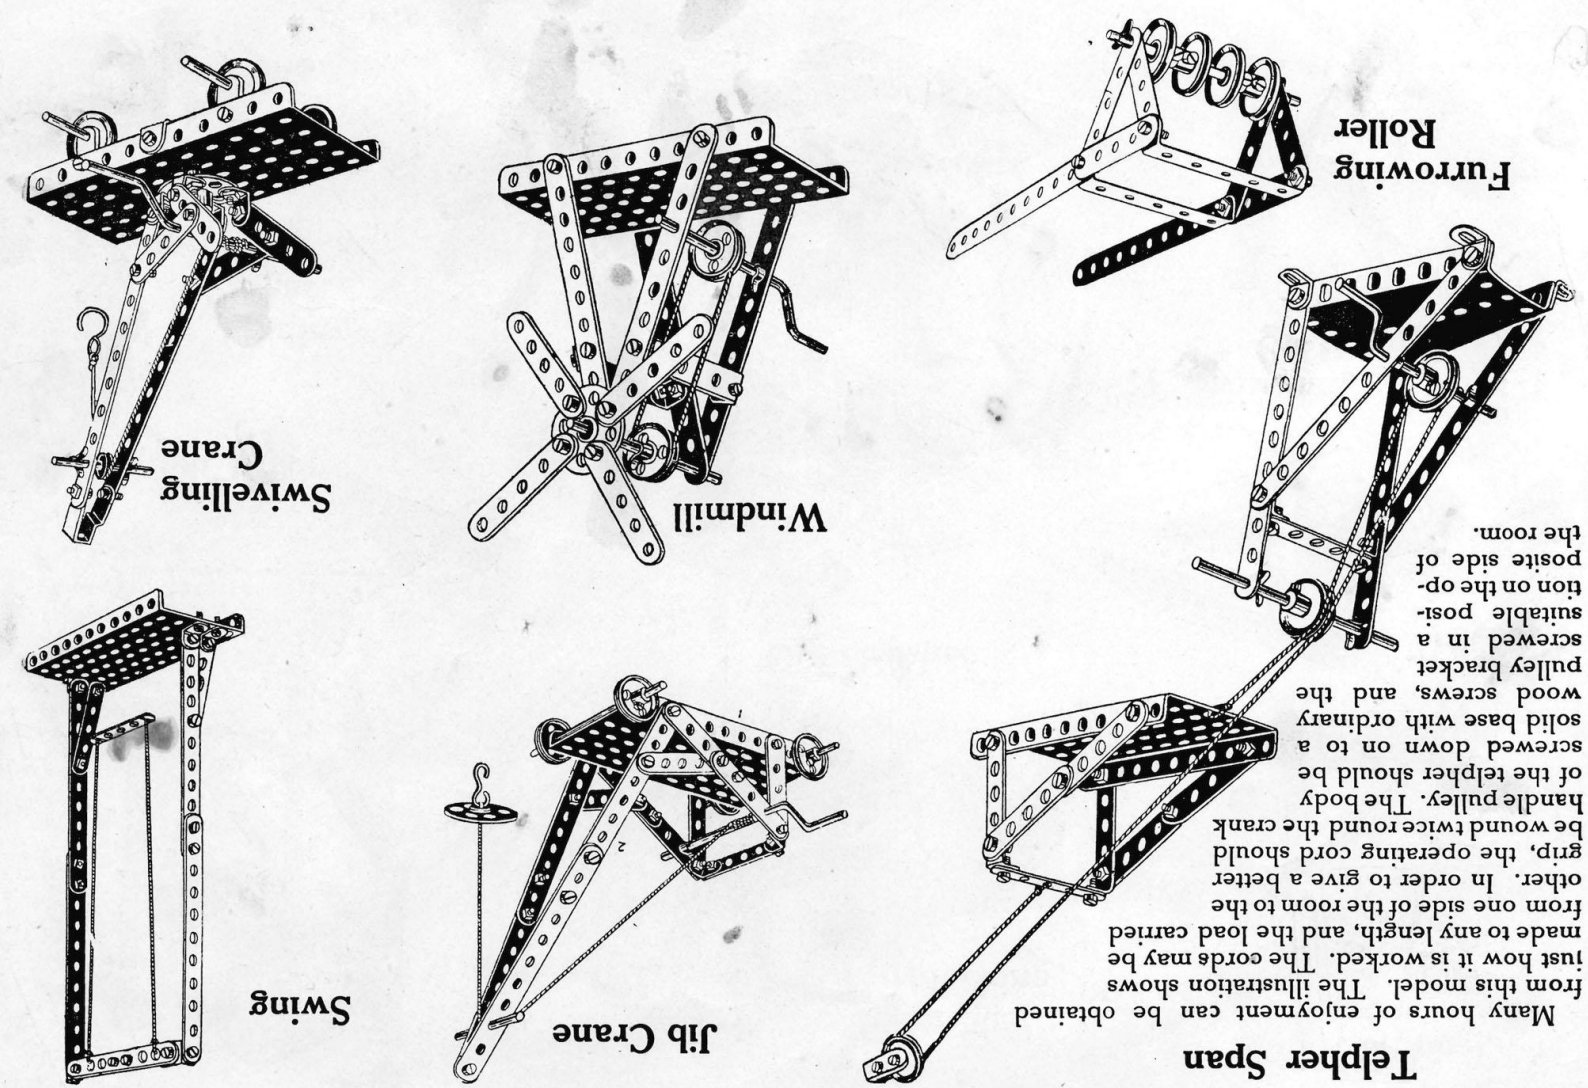 Telpher Span
Many hours of enjoyment can be obtained
from this model. The illustration shows
just how it is worked. The cords may be
made to any length, and the load carried
from one side of the room to the
other. In order to give a better
grip, the operating cord should
be wound twice round the crank
handle pulley. The body
of the telpher should be
screwed down on to a
solid base with ordinary
wood screws, and the
pulley bracket
screwed in a
suitable posi-
tion on the op-
posite side of
the room.
Jib Crane
2
1
Swing
Windmill
Swivelling
Crane
Furrowing
Roller